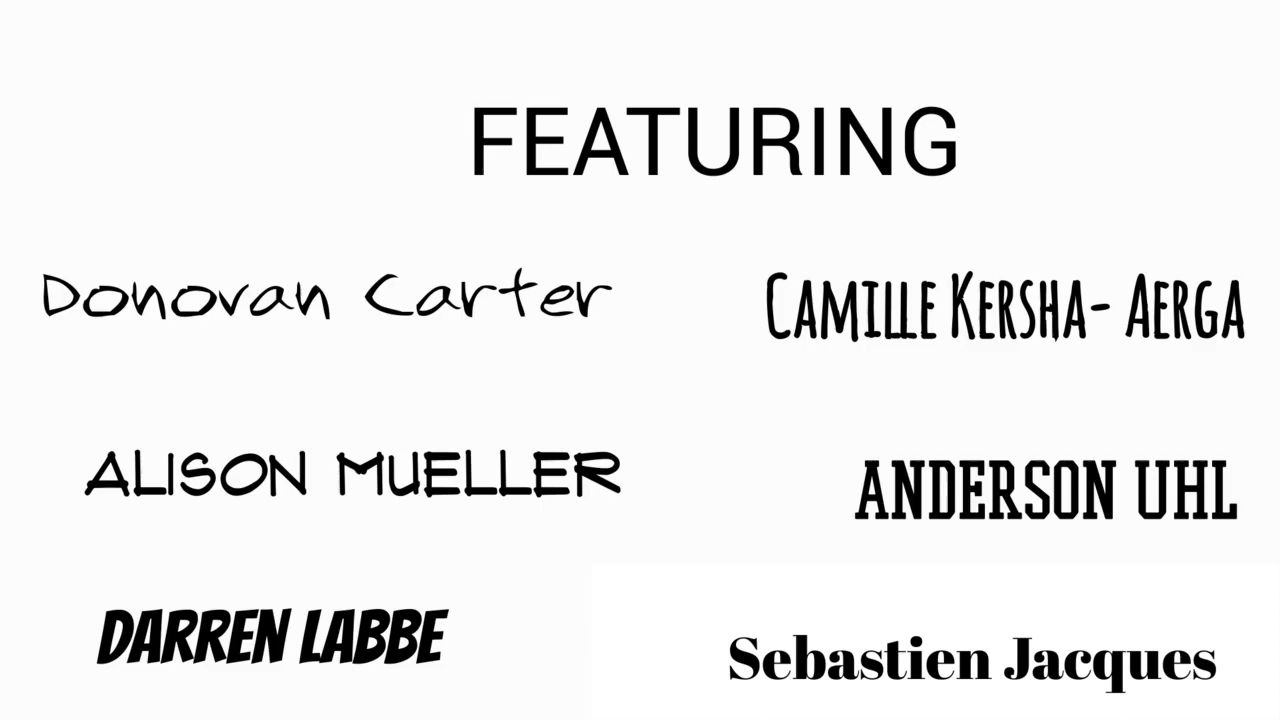 FEATURING
Donovan Carter
CAMILLE KERSHA- AERGA
ALISON MUELLER
ANDERSON UHL
DARREN LABBE
Sebastien Jacques